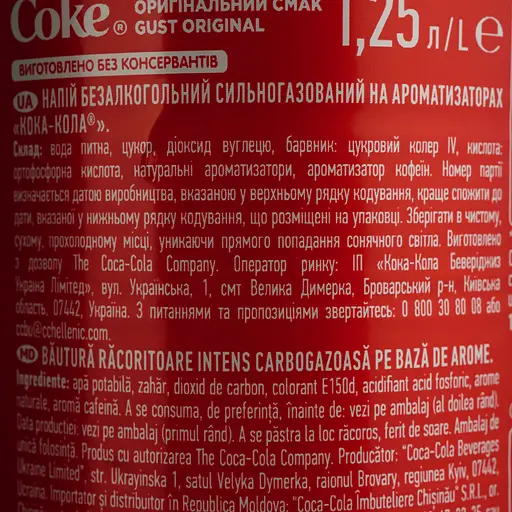 Coke® ОРИГІНАЛЬНИЙ СМАК
GUST ORIGINAL
1,25 л/L e
ВИГОТОВЛЕНО БЕЗ КОНСЕРВАНТІВ
UA НАПІЙ БЕЗАЛКОГОЛЬНИЙ СИЛЬНОГАЗОВАНИЙ НА АРОМАТИЗАТОРАХ
«КОКА-КОЛА®».
Склад: вода питна, цукор, діоксид вуглецю, барвник: цукровий колер IV, кислота:
ортофосфорна кислота, натуральні ароматизатори, ароматизатор кофеїн. Номер партії
визначається датою виробництва, вказаною у верхньому рядку кодування, краще спожити до
дати, вказаної у нижньому рядку кодування, що розміщені на упаковці. Зберігати в чистому,
сухому, прохолодному місці, уникаючи прямого попадання сонячного світла. Виготовлено
з дозволу The Coca-Cola Company. Оператор ринку: ІП «Кока-Кола Беверіджиз
Україна Лімітед», вул. Українська, 1, смт Велика Димерка, Броварський р-н, Київська
область, 07442, Україна. З питаннями та пропозиціями звертайтесь: 0 800 30 80 08 або
ccbu@cchellenic.com
MD BĂUTURĂ RĂCORITOARE INTENS CARBOGAZOASĂ PE BAZĂ DE AROME.
Ingrediente: apă potabilă, zahăr, dioxid de carbon, colorant E150d, acidifiant acid fosforic, arome
naturale, aromă cafeină. A se consuma, de preferință, înainte de: vezi pe ambalaj (al doilea rând).
Data producției: vezi pe ambalaj (primul rând). A se păstra la loc răcoros, ferit de soare. Ambalaj de
unică folosință. Produs cu autorizarea The Coca-Cola Company. Producător: "Coca-Cola Beverages
Ukraine Limited", str. Ukrayinska 1, satul Velyka Dymerka, raionul Brovary, regiunea Kyiv, 07442,
Ucraina. Importator și distribuitor în Republica Moldova: "Coca-Cola Îmbuteliere Chișinău" S.R.L., or.